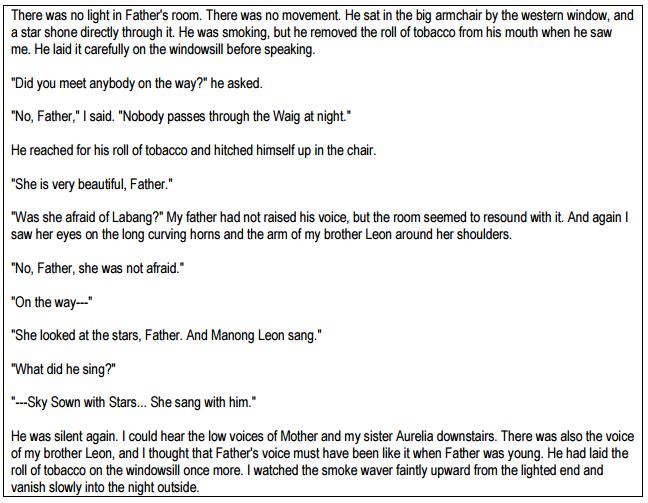 There was no light in Father's room. There was no movement. He sat in the big armchair by the western window, and
a star shone directly through it. He was smoking, but he removed the roll of tobacco from his mouth when he saw
me. He laid it carefully on the windowsill before speaking.
"Did you meet anybody on the way?" he asked.
"No, Father," I said. "Nobody passes through the Waig at night."
He reached for his roll of tobacco and hitched himself up in the chair.
"She is very beautiful, Father."
"Was she afraid of Labang?" My father had not raised his voice, but the room seemed to resound with it. And again I
saw her eyes on the long curving horns and the arm of my brother Leon around her shoulders.
"No, Father, she was not afraid."
"On the way---"
"She looked at the stars, Father. And Manong Leon sang."
"What did he sing?"
"---Sky Sown with Stars... She sang with him."
He was silent again. I could hear the low voices of Mother and my sister Aurelia downstairs. There was also the voice
of my brother Leon, and I thought that Father's voice must have been like it when Father was young. He had laid the
roll of tobacco on the windowsill once more. I watched the smoke waver faintly upward from the lighted end and
vanish slowly into the night outside.